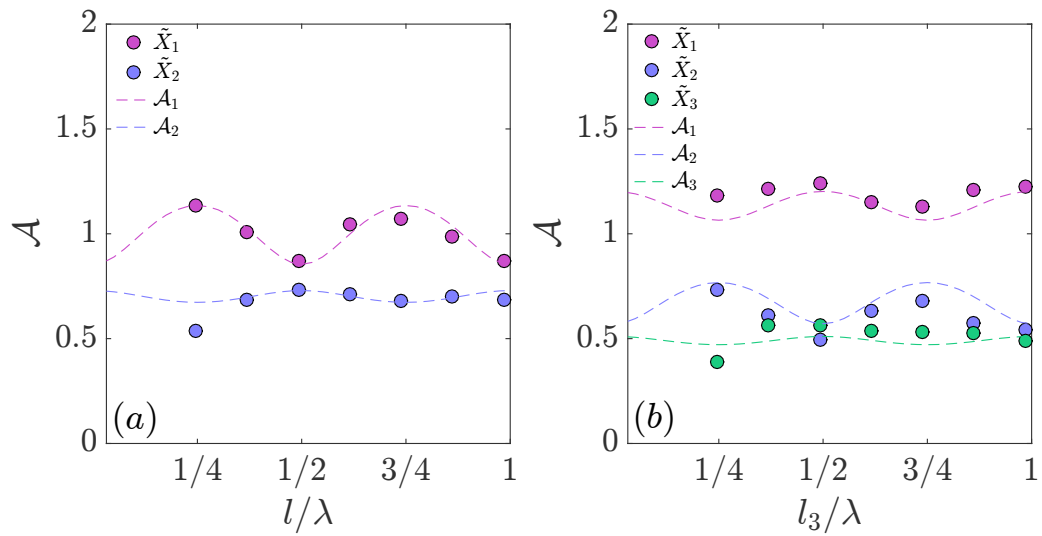 2
1.5
1
0.5
0
𝒜
X̃₁
X̃₂
𝒜₁
𝒜₂
(a)
1/4 1/2 3/4 1
l/λ
2
1.5
1
0.5
0
𝒜
X̃₁
X̃₂
X̃₃
𝒜₁
𝒜₂
𝒜₃
(b)
1/4 1/2 3/4 1
l₃/λ